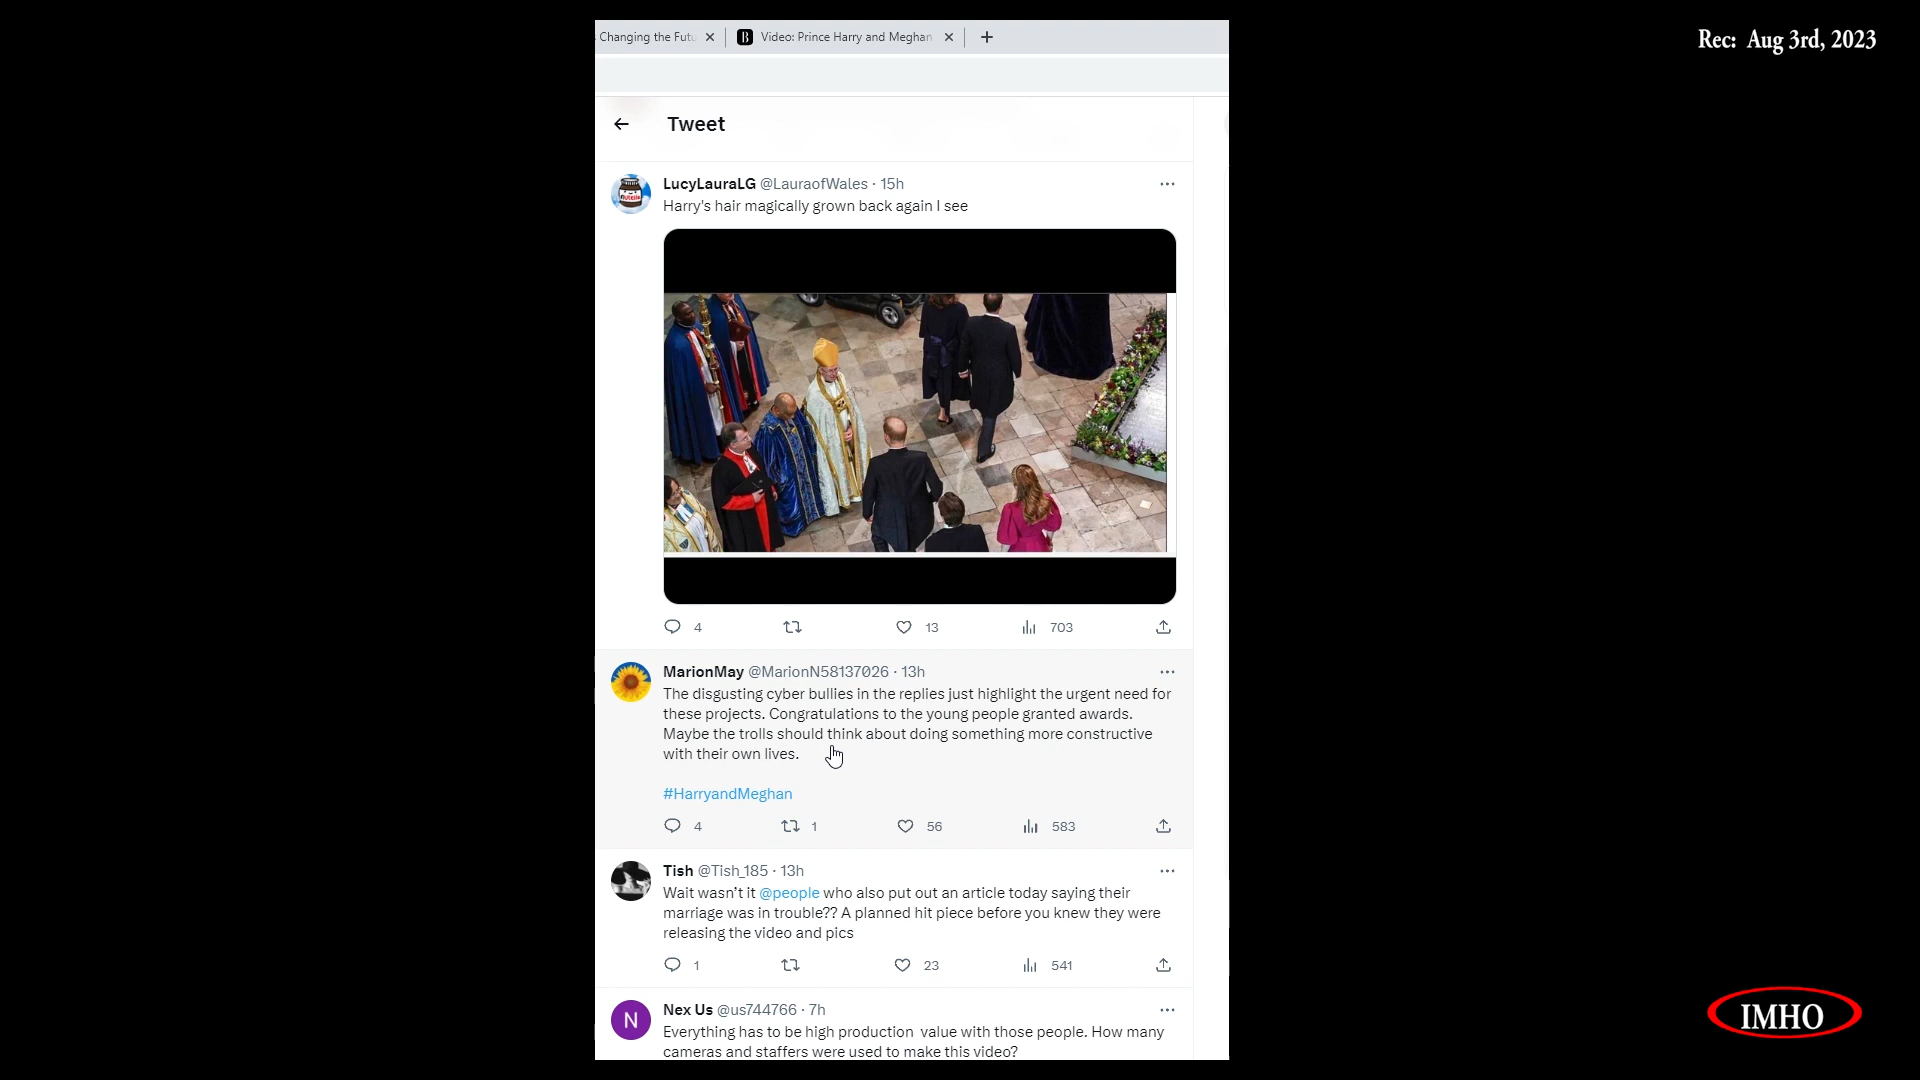 Changing the Futu
Video: Prince Harry and Meghan
Rec: Aug 3rd, 2023
Tweet
LucyLauraLG @LauraofWales · 15h
Harry's hair magically grown back again I see
4 13 703
MarionMay @MarionN58137026 · 13h
The disgusting cyber bullies in the replies just highlight the urgent need for
these projects. Congratulations to the young people granted awards.
Maybe the trolls should think about doing something more constructive
with their own lives.
#HarryandMeghan
4 1 56 583
Tish @Tish_185 · 13h
Wait wasn't it @people who also put out an article today saying their
marriage was in trouble?? A planned hit piece before you knew they were
releasing the video and pics
1 23 541
N
Nex Us @us744766 · 7h
Everything has to be high production value with those people. How many
cameras and staffers were used to make this video?
IMHO